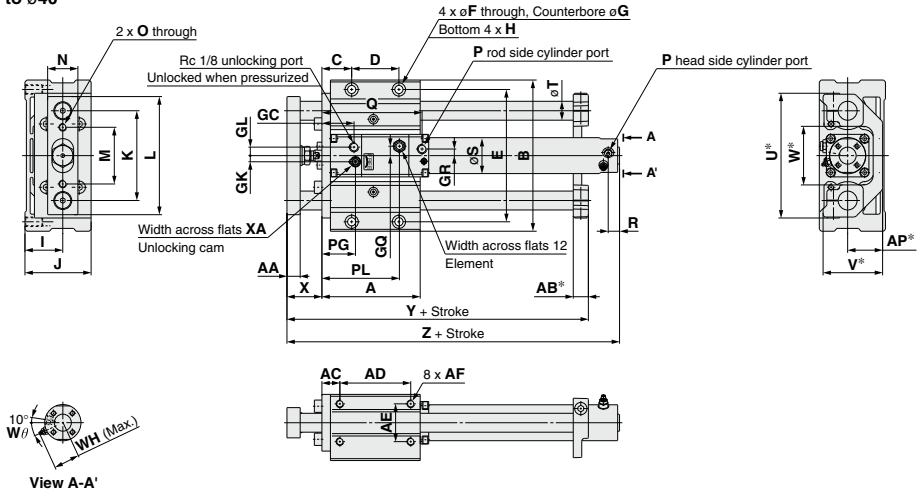 to ø40
4 x øF through, Counterbore øG
Bottom 4 x H
2 x O through
Rc 1/8 unlocking port
Unlocked when pressurized
P rod side cylinder port
P head side cylinder port
N
C
D
Q
øT
GC
GL
GK
M
K
L
øS
E
B
GR
A
A'
U*
W*
R
I
J
Width across flats XA
Unlocking cam
PG
GQ
Width across flats 12
Element
AP*
V*
AA
PL
X
A
AB*
Y + Stroke
Z + Stroke
AC
AD
8 x AF
AE
10°
Wθ
WH (Max.)
View A-A'